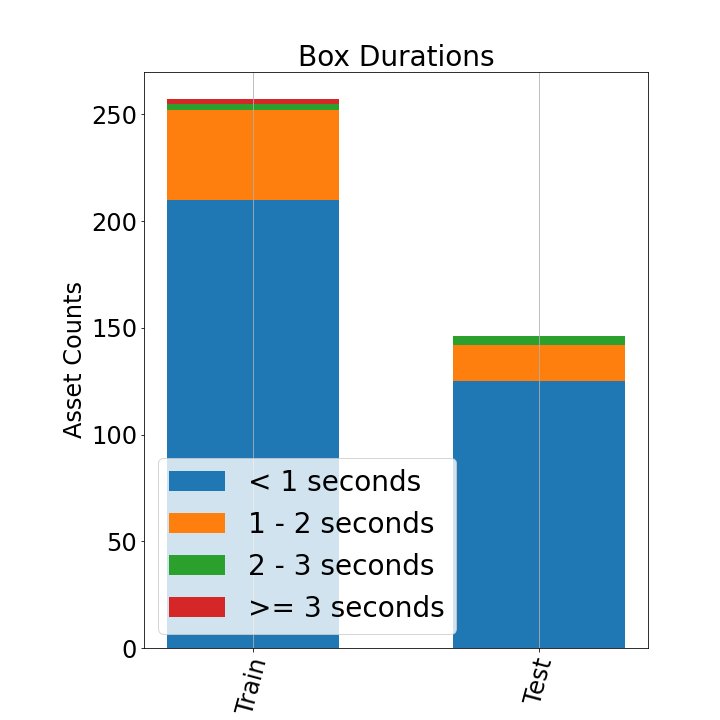 Box Durations
250
200
150
100
50
0
Asset Counts
< 1 seconds
1 - 2 seconds
2 - 3 seconds
>= 3 seconds
Train
Test